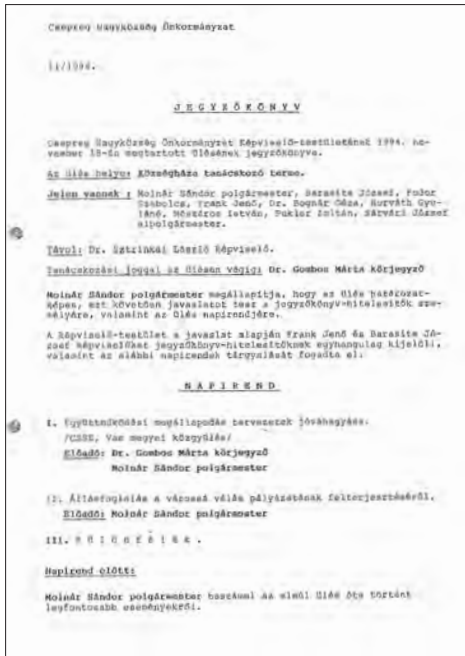 Csepreg Nagyközség Önkormányzat
11/1994.
J E G Y Z Ő K Ö N Y V
Csepreg Nagyközség Önkormányzat Képviselő-testületének 1994. no-
vember 18-án megtartott ülésének jegyzőkönyve.
Az ülés helye: Községháza tanácskozó terme.
Jelen vannak : Molnár Sándor polgármester, Barasits József, Fodor
Szabolcs, Frank Jenő, Dr. Bognár Géza, Horváth Gyu-
láné, Mészáros István, Pukler Zoltán, Sárvári József
alpolgármester.
Távol: Dr. Sztrinkái László képviselő.
Tanácskozási joggal az ülésen végig: Dr. Gombos Márta körjegyző
Molnár Sándor polgármester megállapítja, hogy az ülés határozat-
képes, ezt követően javaslatot tesz a jegyzőkönyv-hitelesítők sze-
mélyére, valamint az ülés napirendjére.
A képviselő-testület a javaslat alapján Frank Jenő és Barasits Jó-
zsef képviselőket jegyzőkönyv-hitelesítőknek egyhangulag kijelöli,
valamint az alábbi napirendek tárgyalását fogadta el.
N A P I R E N D
I. Együttműködési megállapodás tervezetek jóváhagyása.
/CSSE, Vas megyei közgyülés/
Előadó: Dr. Gombos Márta körjegyző
Molnár Sándor polgármester
II. Állásfoglalás a várossá válás pályázatának felterjesztéséről.
Előadó: Molnár Sándor polgármester
III. K ü l ö n f é l é k .
Napirend előtt:
Molnár Sándor polgármester beszámol az elmúl ülés óta történt
legfontosabb eseményekről.